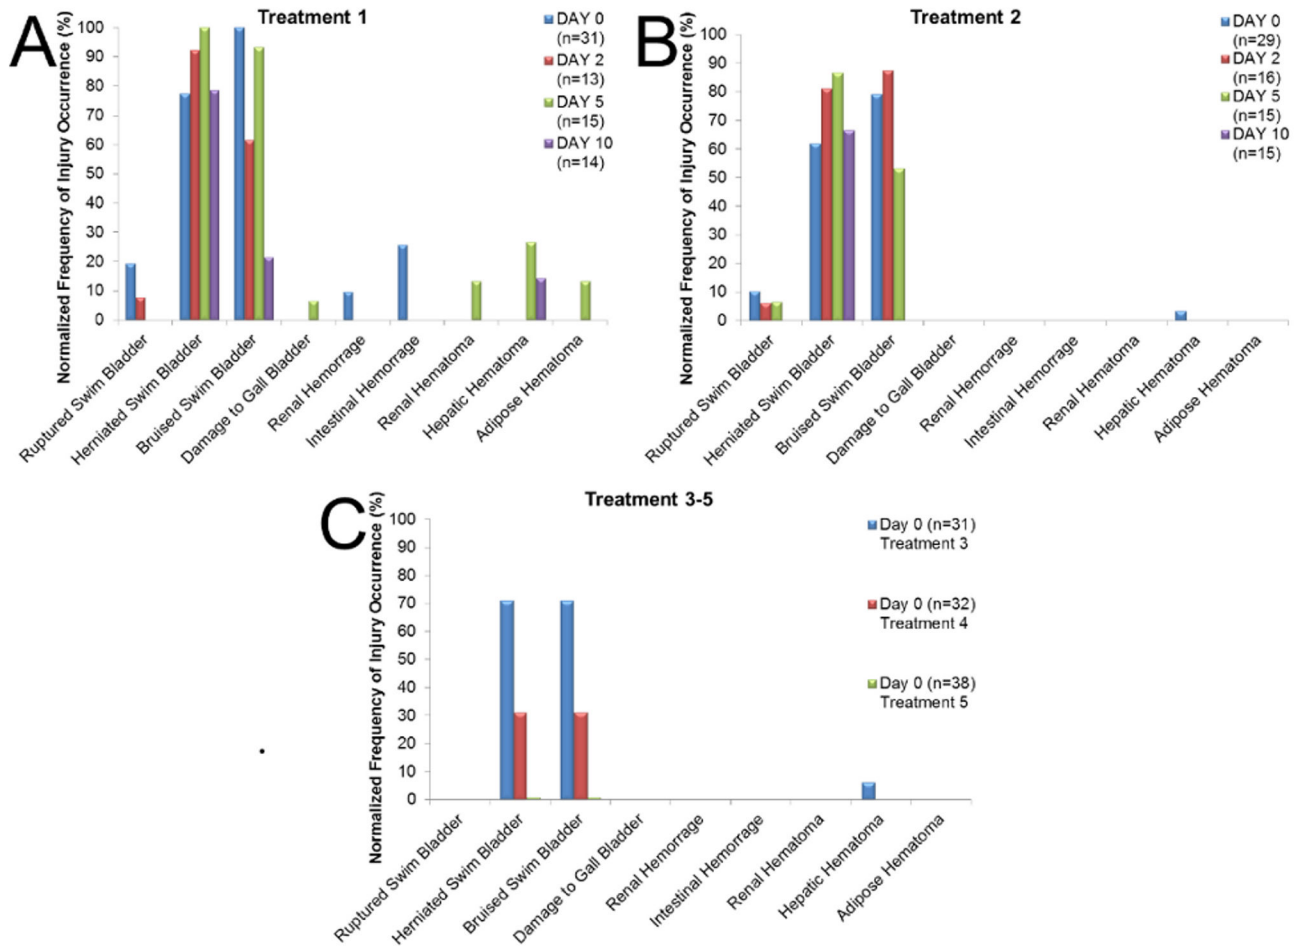 A
Treatment 1
Normalized Frequency of Injury Occurrence (%)
100
90
80
70
60
50
40
30
20
10
0
DAY 0
(n=31)
DAY 2
(n=13)
DAY 5
(n=15)
DAY 10
(n=14)
Ruptured Swim Bladder
Herniated Swim Bladder
Bruised Swim Bladder
Damage to Gall Bladder
Renal Hemorrage
Intestinal Hemorrage
Renal Hematoma
Hepatic Hematoma
Adipose Hematoma
B
Treatment 2
Normalized Frequency of Injury Occurrence (%)
100
90
80
70
60
50
40
30
20
10
0
DAY 0
(n=29)
DAY 2
(n=16)
DAY 5
(n=15)
DAY 10
(n=15)
Ruptured Swim Bladder
Herniated Swim Bladder
Bruised Swim Bladder
Damage to Gall Bladder
Renal Hemorrage
Intestinal Hemorrage
Renal Hematoma
Hepatic Hematoma
Adipose Hematoma
C
Treatment 3-5
Normalized Frequency of Injury Occurrence (%)
100
90
80
70
60
50
40
30
20
10
0
Day 0 (n=31)
Treatment 3
Day 0 (n=32)
Treatment 4
Day 0 (n=38)
Treatment 5
Ruptured Swim Bladder
Herniated Swim Bladder
Bruised Swim Bladder
Damage to Gall Bladder
Renal Hemorrage
Intestinal Hemorrage
Renal Hematoma
Hepatic Hematoma
Adipose Hematoma